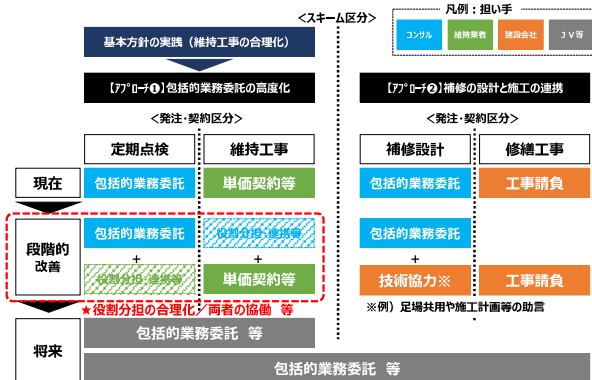 <スキーム区分>
凡例：担い手
コンサル
維持業者
建設会社
ＪＶ等
基本方針の実践（維持工事の合理化）
【ｱﾌﾟﾛｰﾁ❶】包括的業務委託の高度化
【ｱﾌﾟﾛｰﾁ❷】補修の設計と施工の連携
<発注・契約区分>
<発注・契約区分>
定期点検
維持工事
補修設計
修繕工事
現在
包括的業務委託
単価契約等
包括的業務委託
工事請負
段階的
改善
包括的業務委託
役割分担・連携等
包括的業務委託
+
+
+
役割分担・連携等
単価契約等
技術協力※
工事請負
★役割分担の合理化／両者の協働 等
※例）足場共用や施工計画等の助言
将来
包括的業務委託 等
包括的業務委託 等